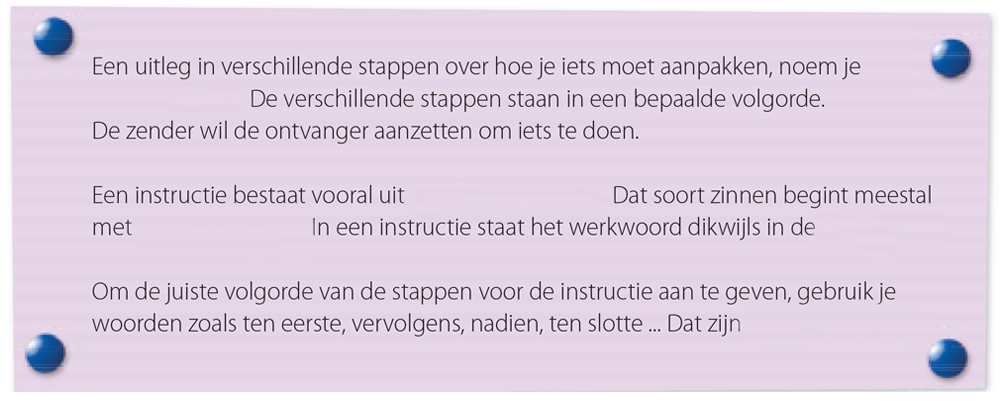 Een uitleg in verschillende stappen over hoe je iets moet aanpakken, noem je
De verschillende stappen staan in een bepaalde volgorde.
De zender wil de ontvanger aanzetten om iets te doen.
Een instructie bestaat vooral uit Dat soort zinnen begint meestal
met In een instructie staat het werkwoord dikwijls in de
Om de juiste volgorde van de stappen voor de instructie aan te geven, gebruik je
woorden zoals ten eerste, vervolgens, nadien, ten slotte ... Dat zijn